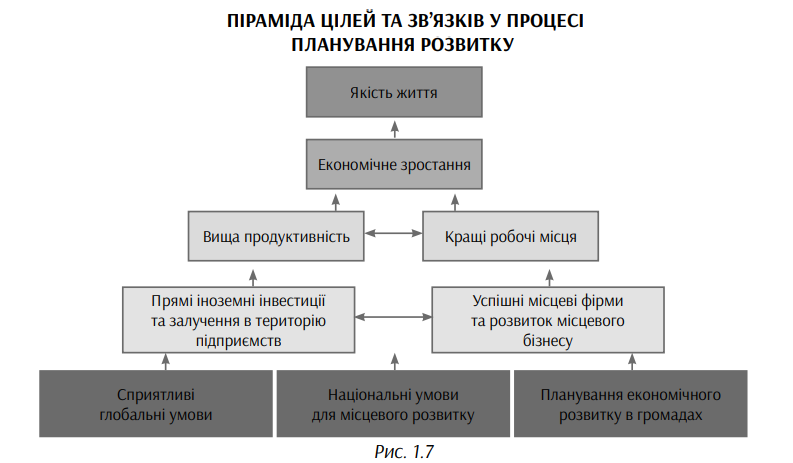 ПІРАМІДА ЦІЛЕЙ ТА ЗВ’ЯЗКІВ У ПРОЦЕСІ
ПЛАНУВАННЯ РОЗВИТКУ
Якість життя
Економічне зростання
Вища продуктивність
Кращі робочі місця
Прямі іноземні інвестиції
та залучення в територію
підприємств
Успішні місцеві фірми
та розвиток місцевого
бізнесу
Сприятливі
глобальні умови
Національні умови
для місцевого розвитку
Планування економічного
розвитку в громадах
Рис. 1.7